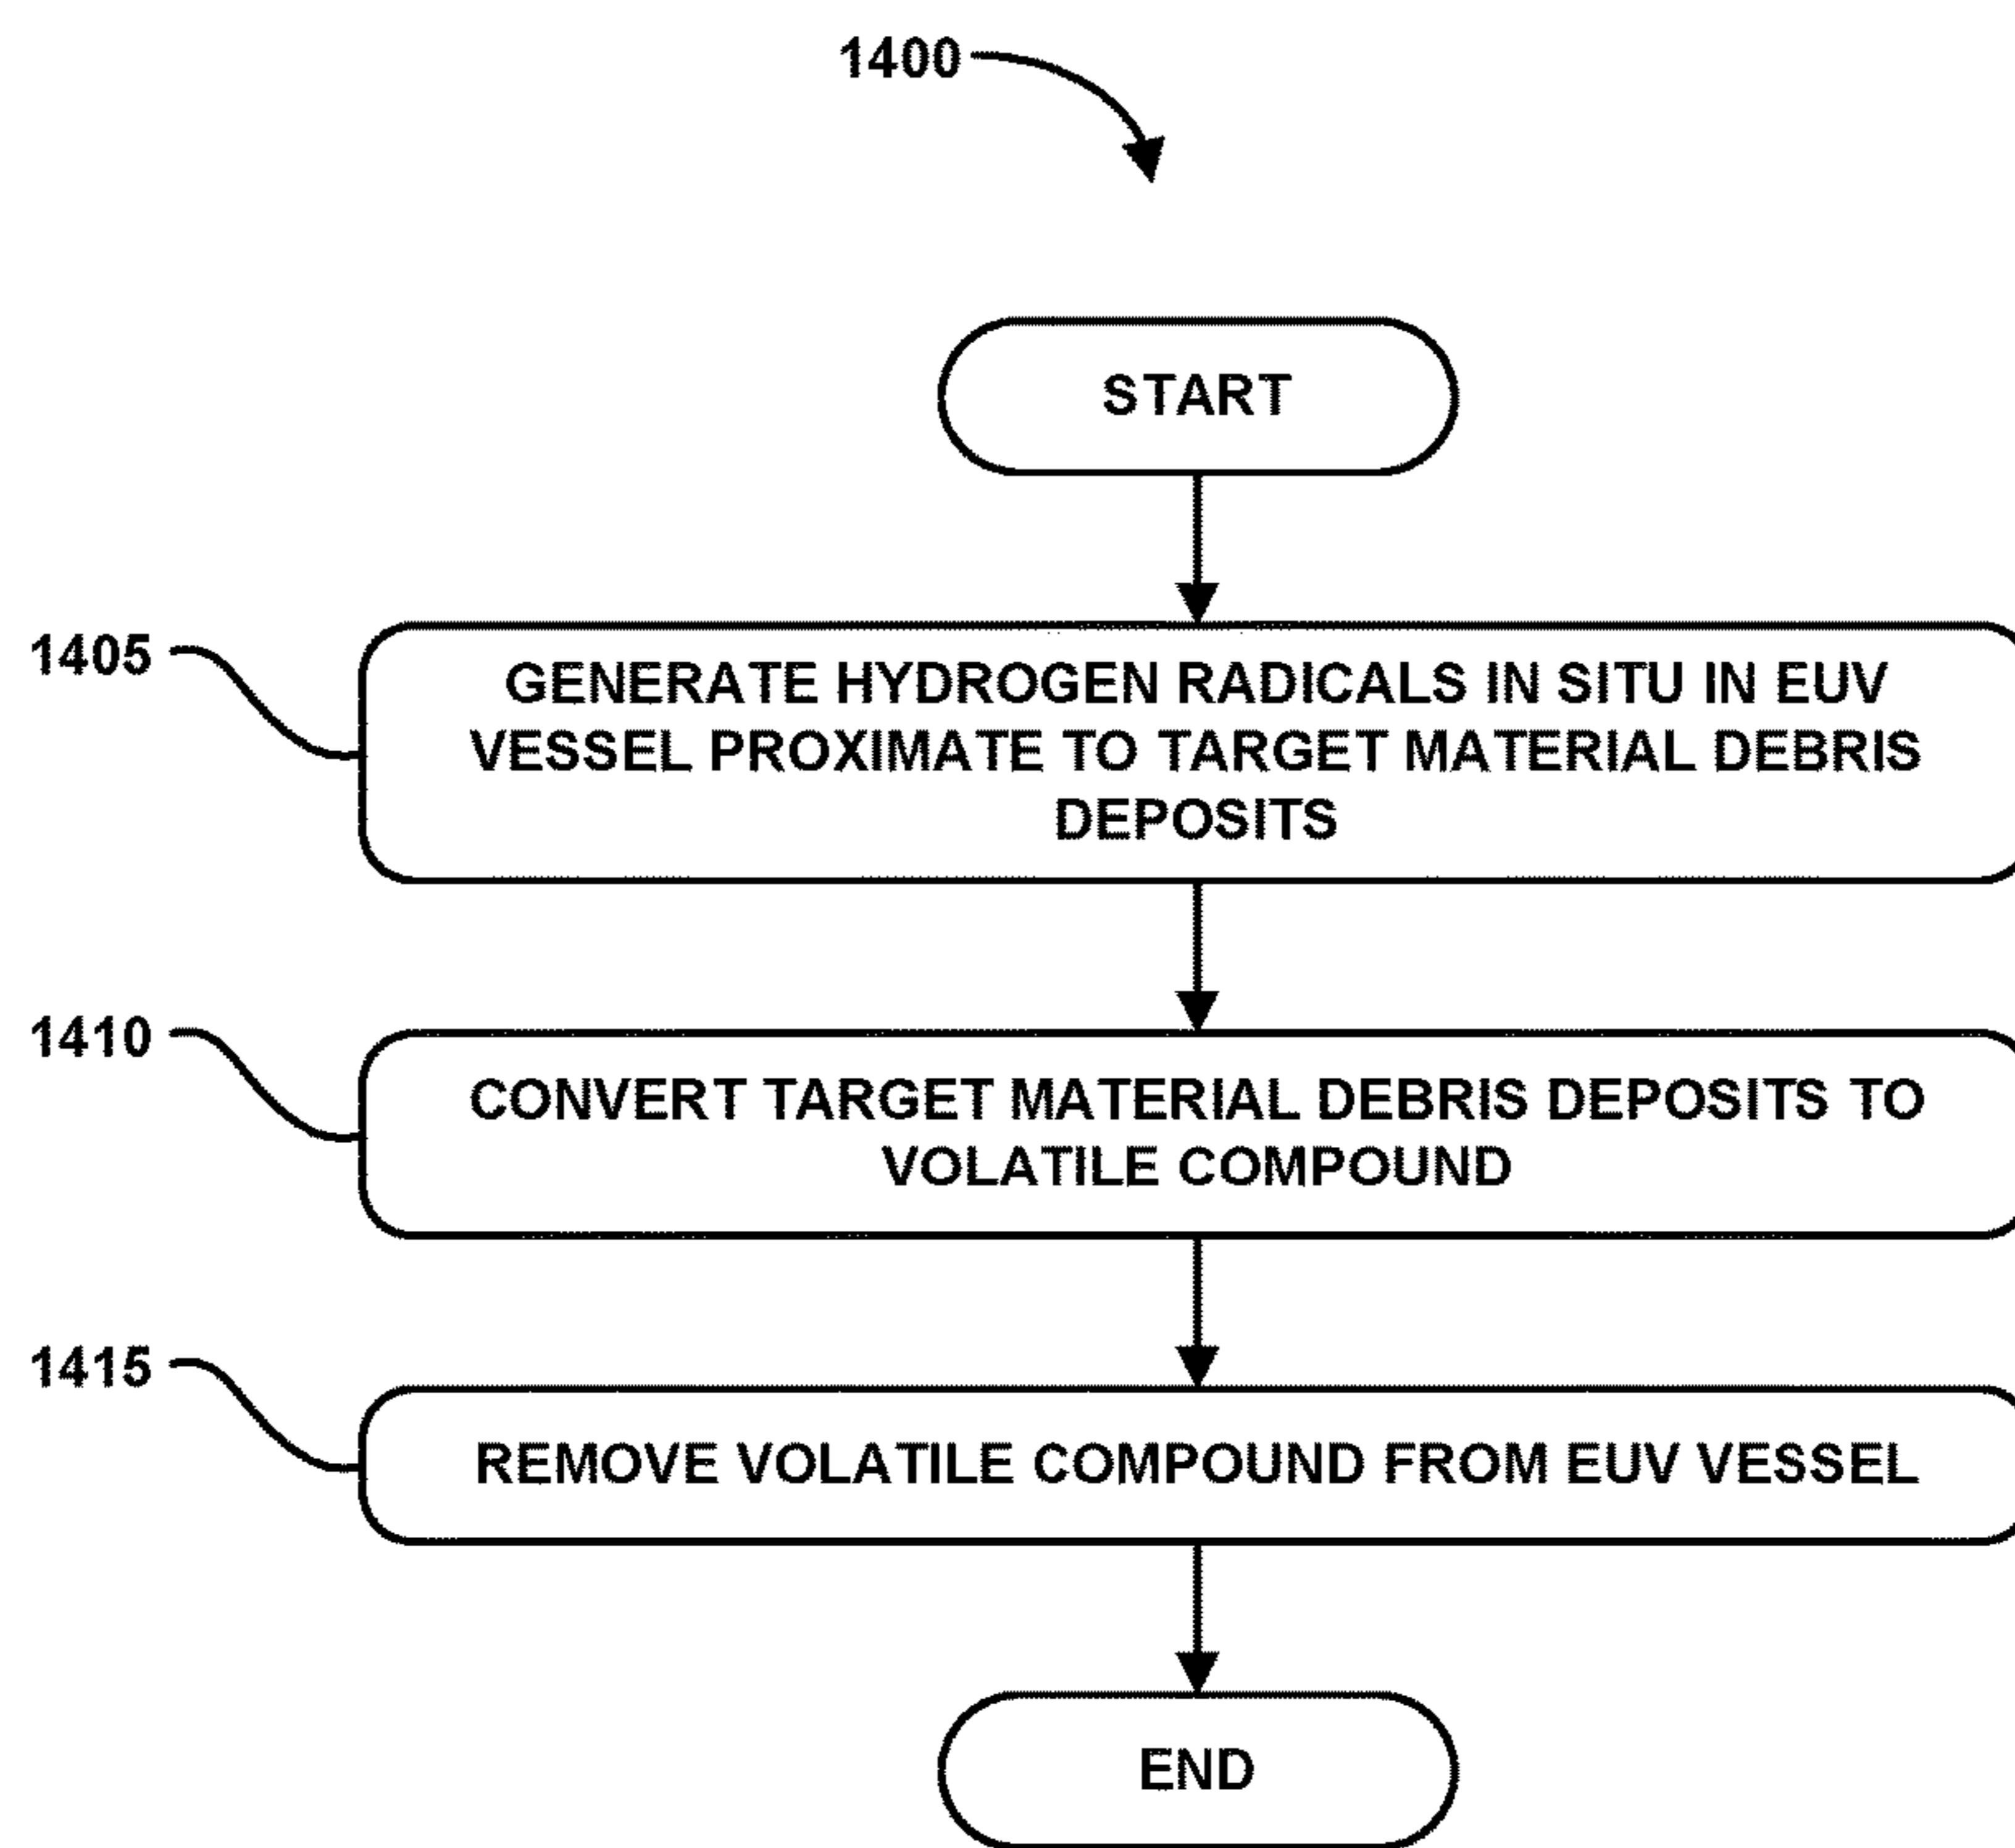 1400
START
1405
GENERATE HYDROGEN RADICALS IN SITU IN EUV
VESSEL PROXIMATE TO TARGET MATERIAL DEBRIS
DEPOSITS
1410
CONVERT TARGET MATERIAL DEBRIS DEPOSITS TO
VOLATILE COMPOUND
1415
REMOVE VOLATILE COMPOUND FROM EUV VESSEL
END